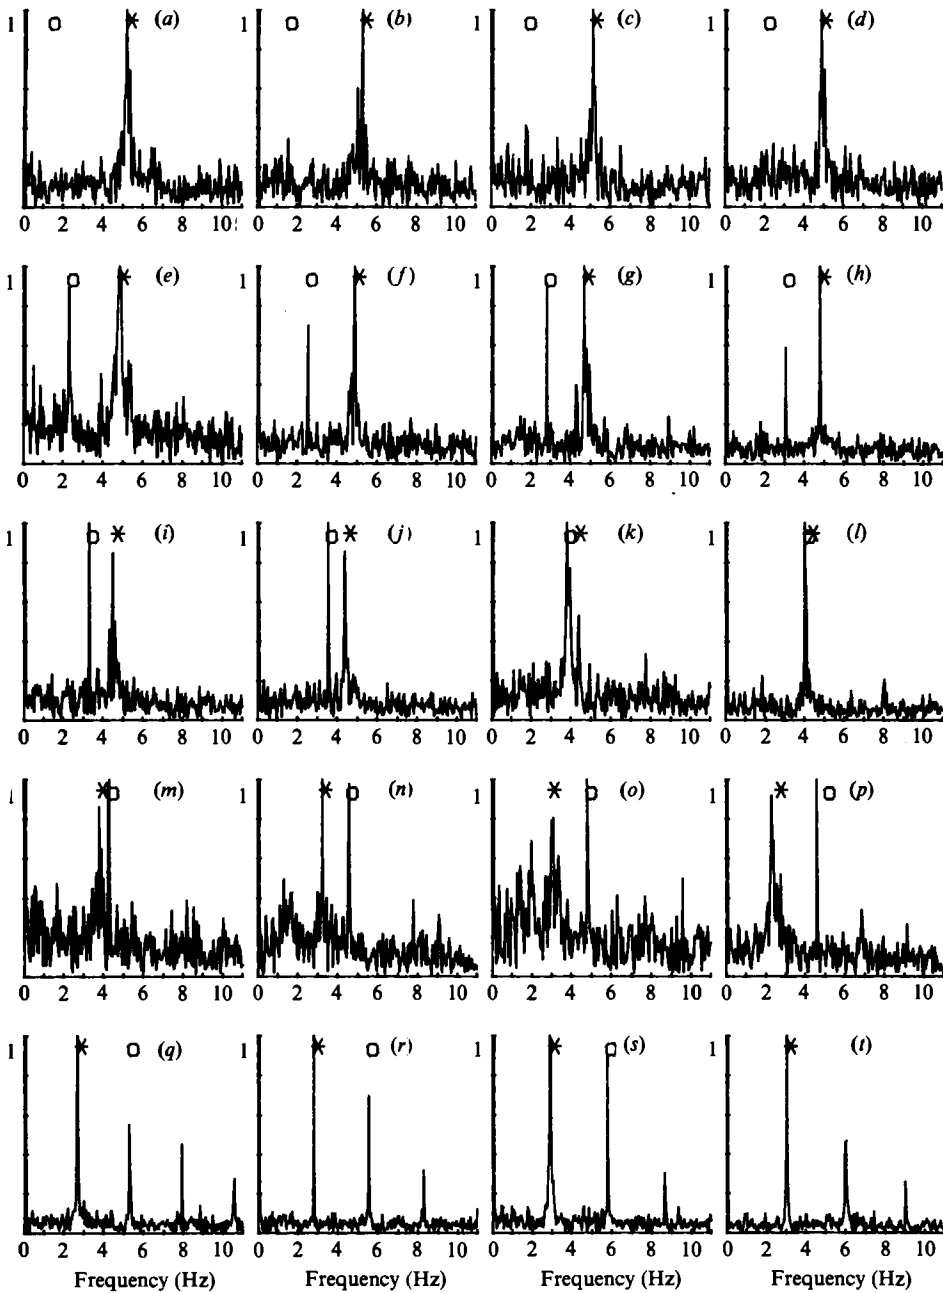 1 * (a) 1 * (b) 1 * (c) 1 * (d)
0 2 4 6 8 10 0 2 4 6 8 10 0 2 4 6 8 10 0 2 4 6 8 10
1 * (e) 1 * (f) 1 * (g) 1 * (h)
0 2 4 6 8 10 0 2 4 6 8 10 0 2 4 6 8 10 0 2 4 6 8 10
1 * (i) 1 * (j) 1 * (k) 1 * (l)
0 2 4 6 8 10 0 2 4 6 8 10 0 2 4 6 8 10 0 2 4 6 8 10
1 * (m) 1 * (n) 1 * (o) 1 * (p)
0 2 4 6 8 10 0 2 4 6 8 10 0 2 4 6 8 10 0 2 4 6 8 10
1 * (q) 1 * (r) 1 * (s) 1 * (t)
0 2 4 6 8 10 0 2 4 6 8 10 0 2 4 6 8 10 0 2 4 6 8 10
Frequency (Hz) Frequency (Hz) Frequency (Hz) Frequency (Hz)